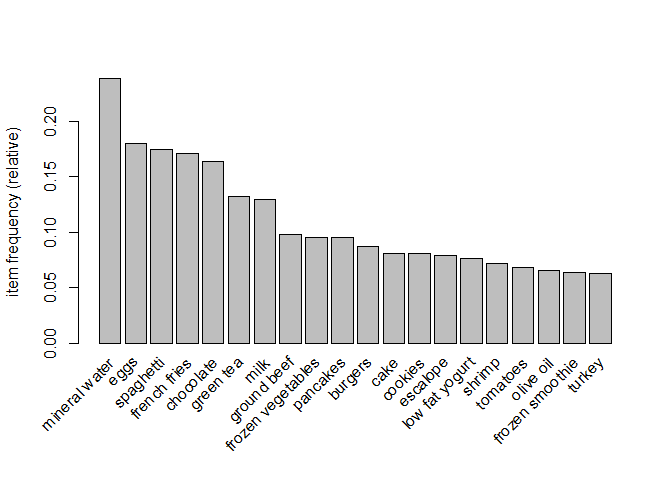 item frequency (relative)
0.20
0.15
0.10
0.05
0.00
mineral water
eggs
spaghetti
french fries
chocolate
green tea
milk
ground beef
frozen vegetables
pancakes
burgers
cake
cookies
escalope
low fat yogurt
shrimp
tomatoes
olive oil
frozen smoothie
turkey